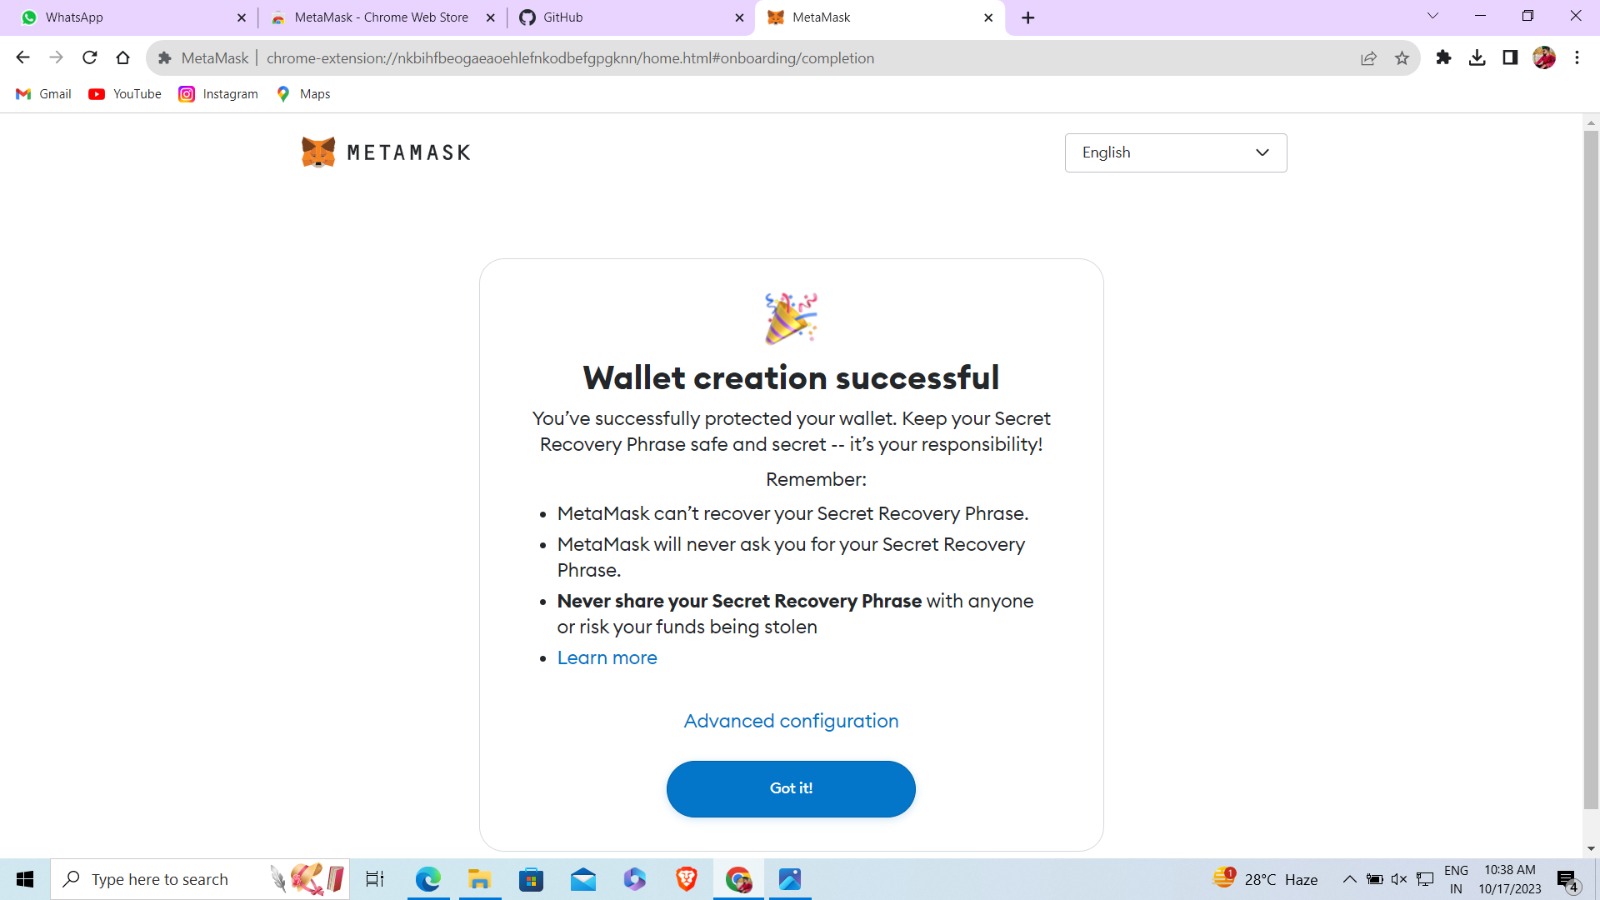 WhatsApp
MetaMask - Chrome Web Store
GitHub
MetaMask
MetaMask
chrome-extension://nkbihfbeogaeaoehlefnkodbefgpgknn/home.html#onboarding/completion
Gmail
YouTube
Instagram
Maps
METAMASK
English
Wallet creation successful
You’ve successfully protected your wallet. Keep your Secret
Recovery Phrase safe and secret -- it’s your responsibility!
Remember:
• MetaMask can’t recover your Secret Recovery Phrase.
• MetaMask will never ask you for your Secret Recovery
Phrase.
• Never share your Secret Recovery Phrase with anyone
or risk your funds being stolen
• Learn more
Advanced configuration
Got it!
Type here to search
1
28°C Haze
ENG
IN
10:38 AM
10/17/2023
4